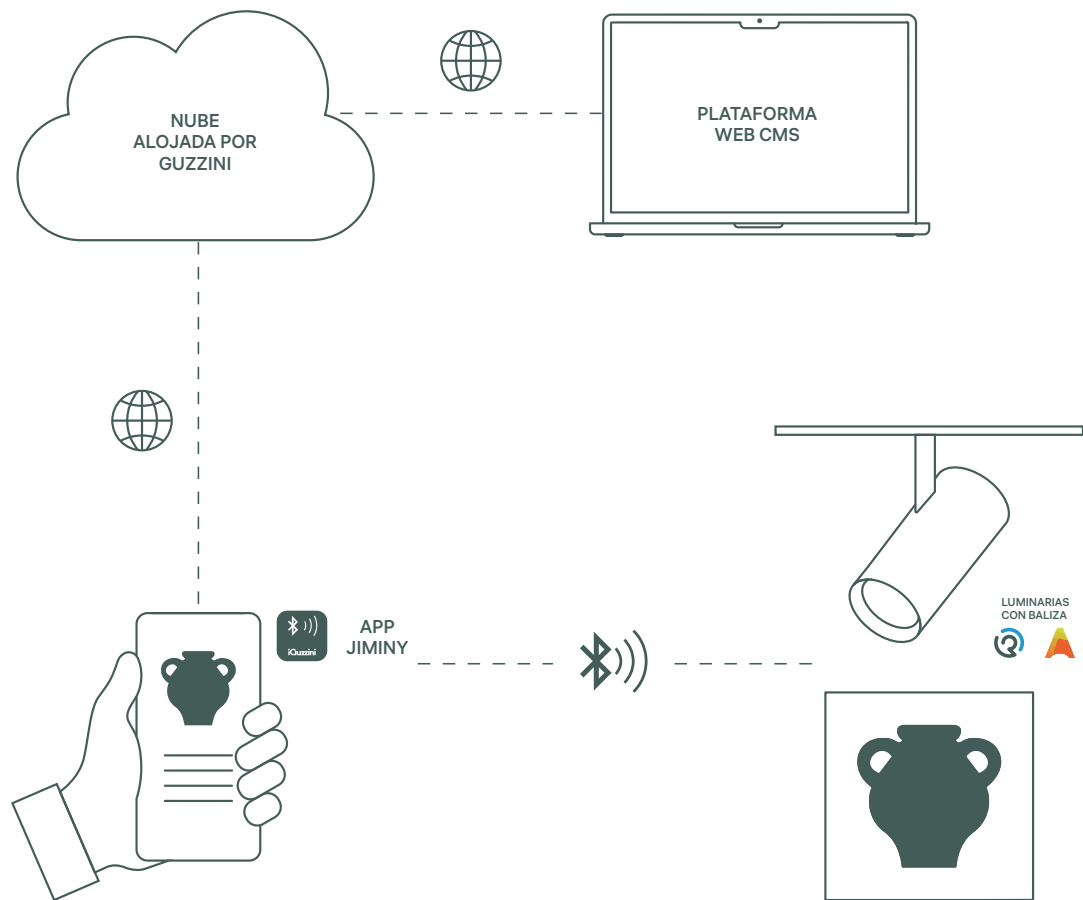 NUBE
ALOJADA POR
GUZZINI
PLATAFORMA
WEB CMS
LUMINARIAS
CON BALIZA
iGuzzini
APP
JIMINY